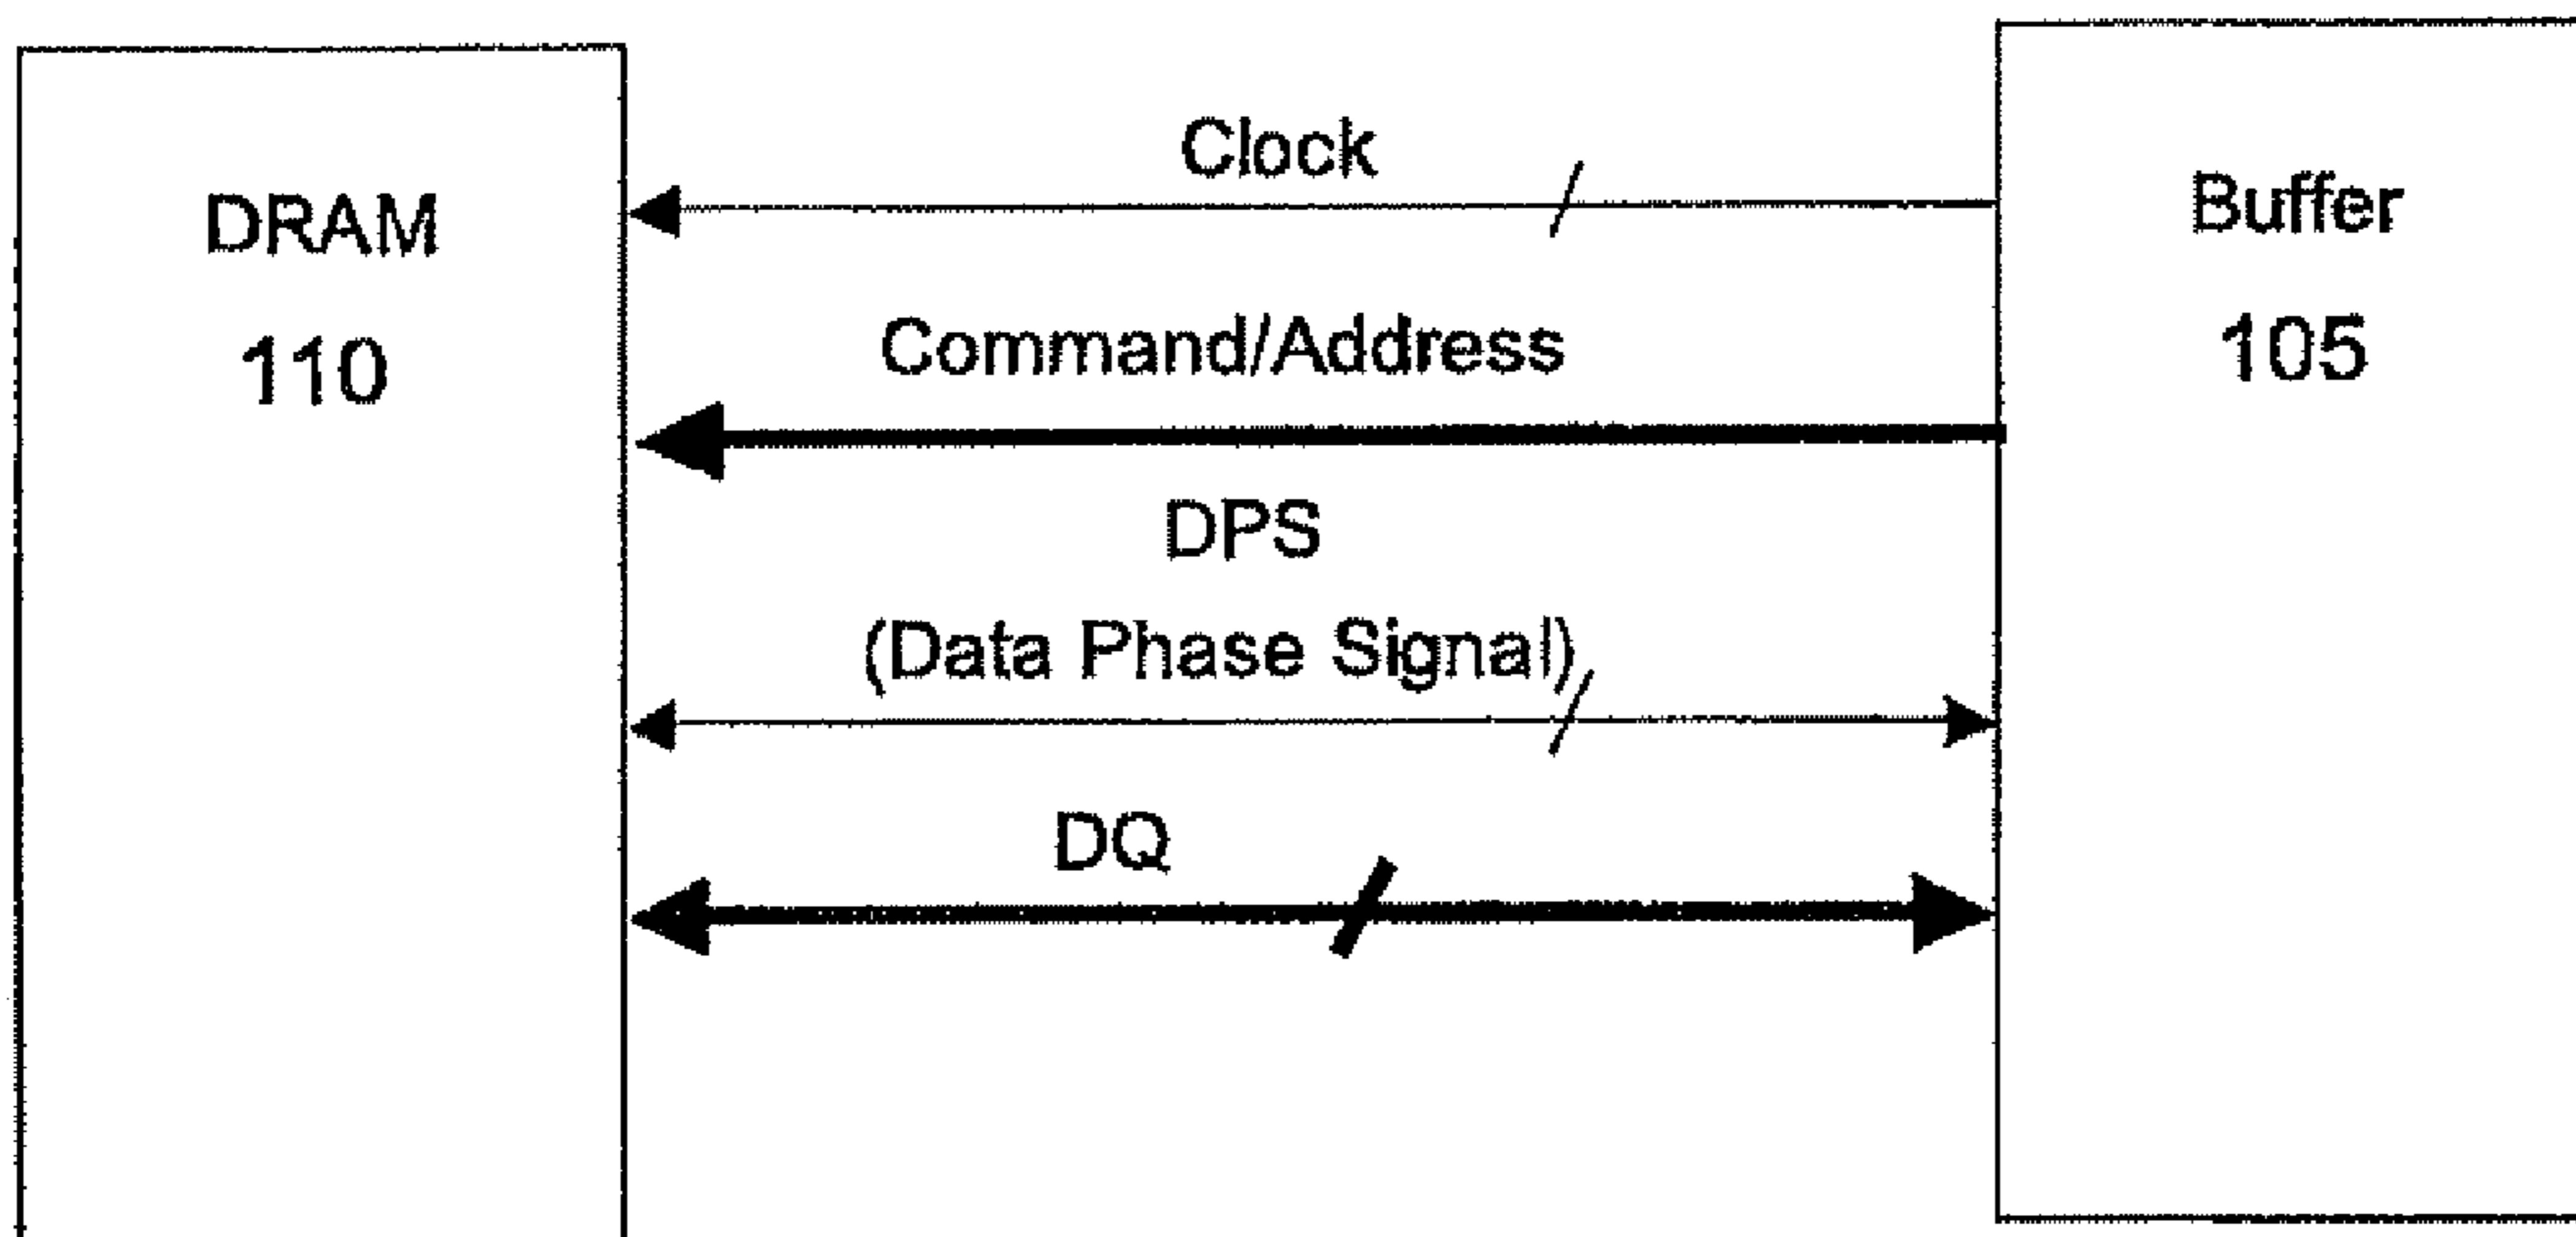 DRAM
110
Clock
Command/Address
DPS
(Data Phase Signal)
DQ
Buffer
105